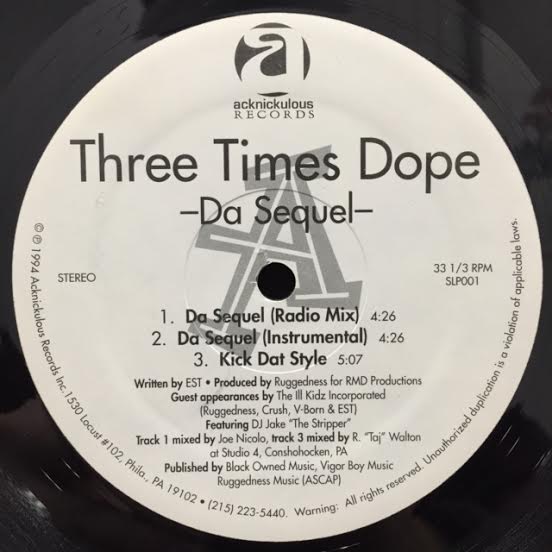 a
acknickulous
RECORDS
Three Times Dope
–Da Sequel–
STEREO
33 1/3 RPM
SLP001
1. Da Sequel (Radio Mix) 4:26
2. Da Sequel (Instrumental) 4:26
3. Kick Dat Style 5:07
Written by EST • Produced by Ruggedness for RMD Productions
Guest appearances by The Ill Kidz Incorporated
(Ruggedness, Crush, V-Born & EST)
Featuring DJ Jake "The Stripper"
Track 1 mixed by Joe Nicolo, track 3 mixed by R. "Taj" Walton
at Studio 4, Conshohocken, PA
Published by Black Owned Music, Vigor Boy Music
Ruggedness Music (ASCAP)
© ℗ 1994 Acknickulous Records Inc. 1530 Locust #102, Phila., PA 19102 • (215) 223-5440. Warning: All rights reserved. Unauthorized duplication is a violation of applicable laws.